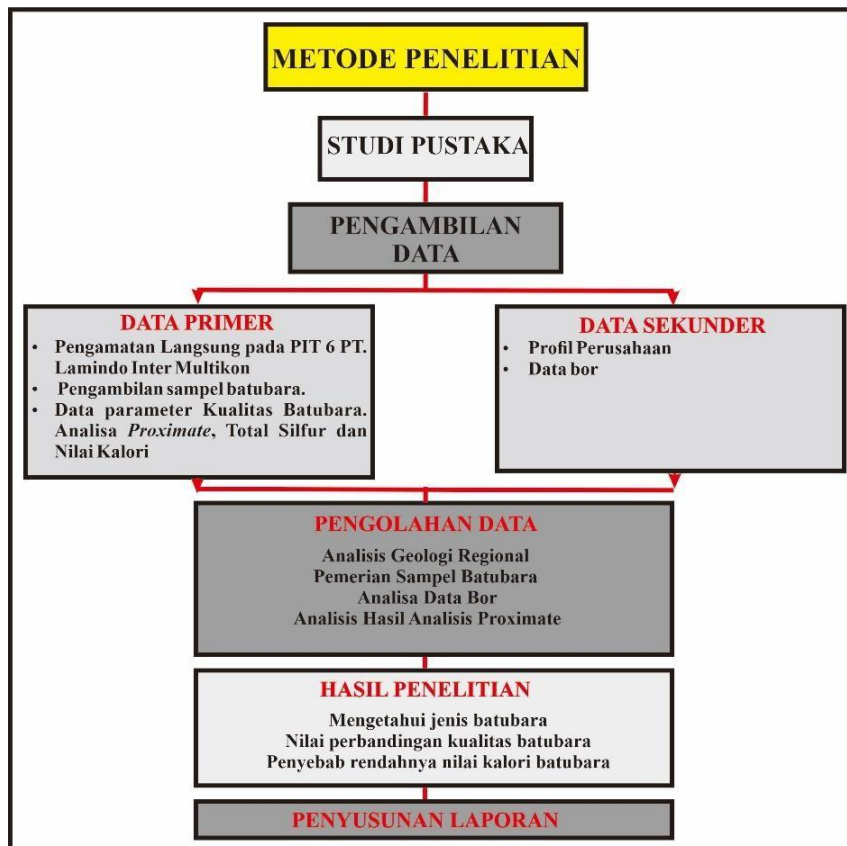 METODE PENELITIAN
STUDI PUSTAKA
PENGAMBILAN
DATA
DATA PRIMER
• Pengamatan Langsung pada PIT 6 PT.
Lamindo Inter Multikon
• Pengambilan sampel batubara.
• Data parameter Kualitas Batubara.
Analisa Proximate, Total Silfur dan
Nilai Kalori
DATA SEKUNDER
• Profil Perusahaan
• Data bor
PENGOLAHAN DATA
Analisis Geologi Regional
Pemerian Sampel Batubara
Analisa Data Bor
Analisis Hasil Analisis Proximate
HASIL PENELITIAN
Mengetahui jenis batubara
Nilai perbandingan kualitas batubara
Penyebab rendahnya nilai kalori batubara
PENYUSUNAN LAPORAN